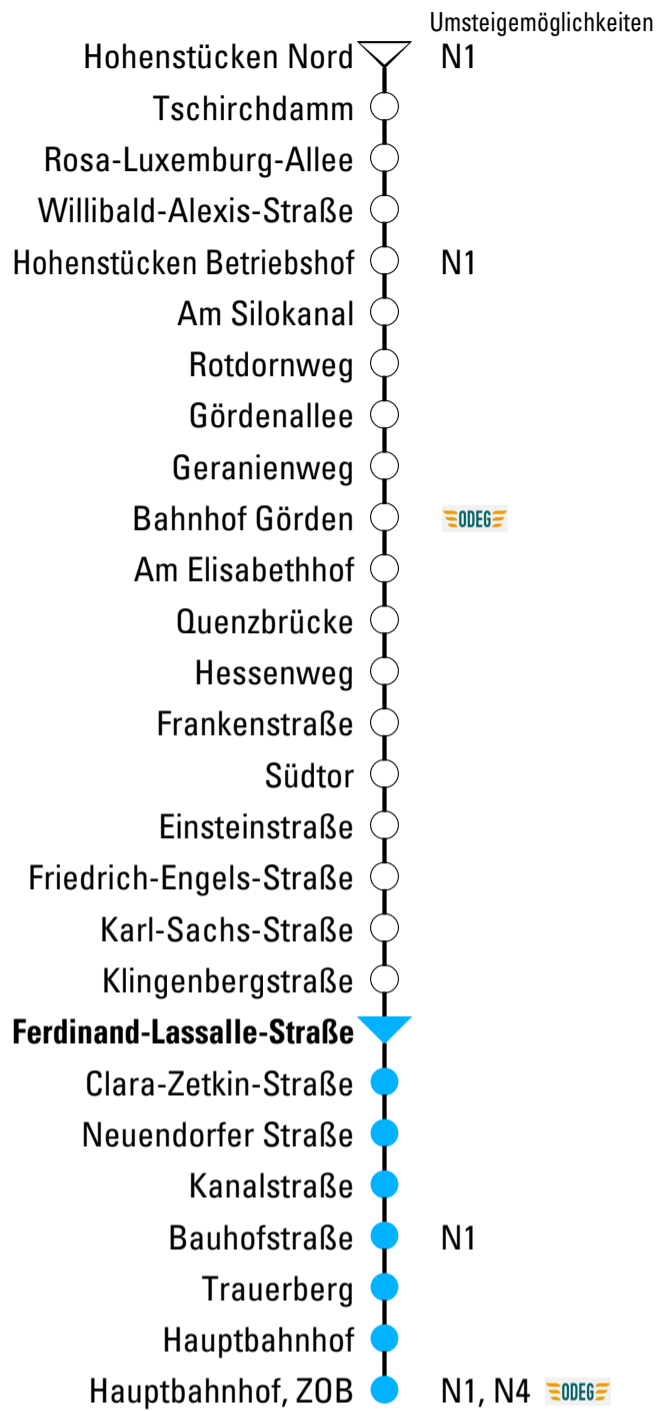 Umsteigemöglichkeiten
Hohenstücken Nord N1
Tschirchdamm
Rosa-Luxemburg-Allee
Willibald-Alexis-Straße
Hohenstücken Betriebshof N1
Am Silokanal
Rotdornweg
Gördenallee
Geranienweg
Bahnhof Görden ODEG
Am Elisabethhof
Quenzbrücke
Hessenweg
Frankenstraße
Südtor
Einsteinstraße
Friedrich-Engels-Straße
Karl-Sachs-Straße
Klingenbergstraße
Ferdinand-Lassalle-Straße
Clara-Zetkin-Straße
Neuendorfer Straße
Kanalstraße
Bauhofstraße N1
Trauerberg
Hauptbahnhof
Hauptbahnhof, ZOB N1, N4 ODEG